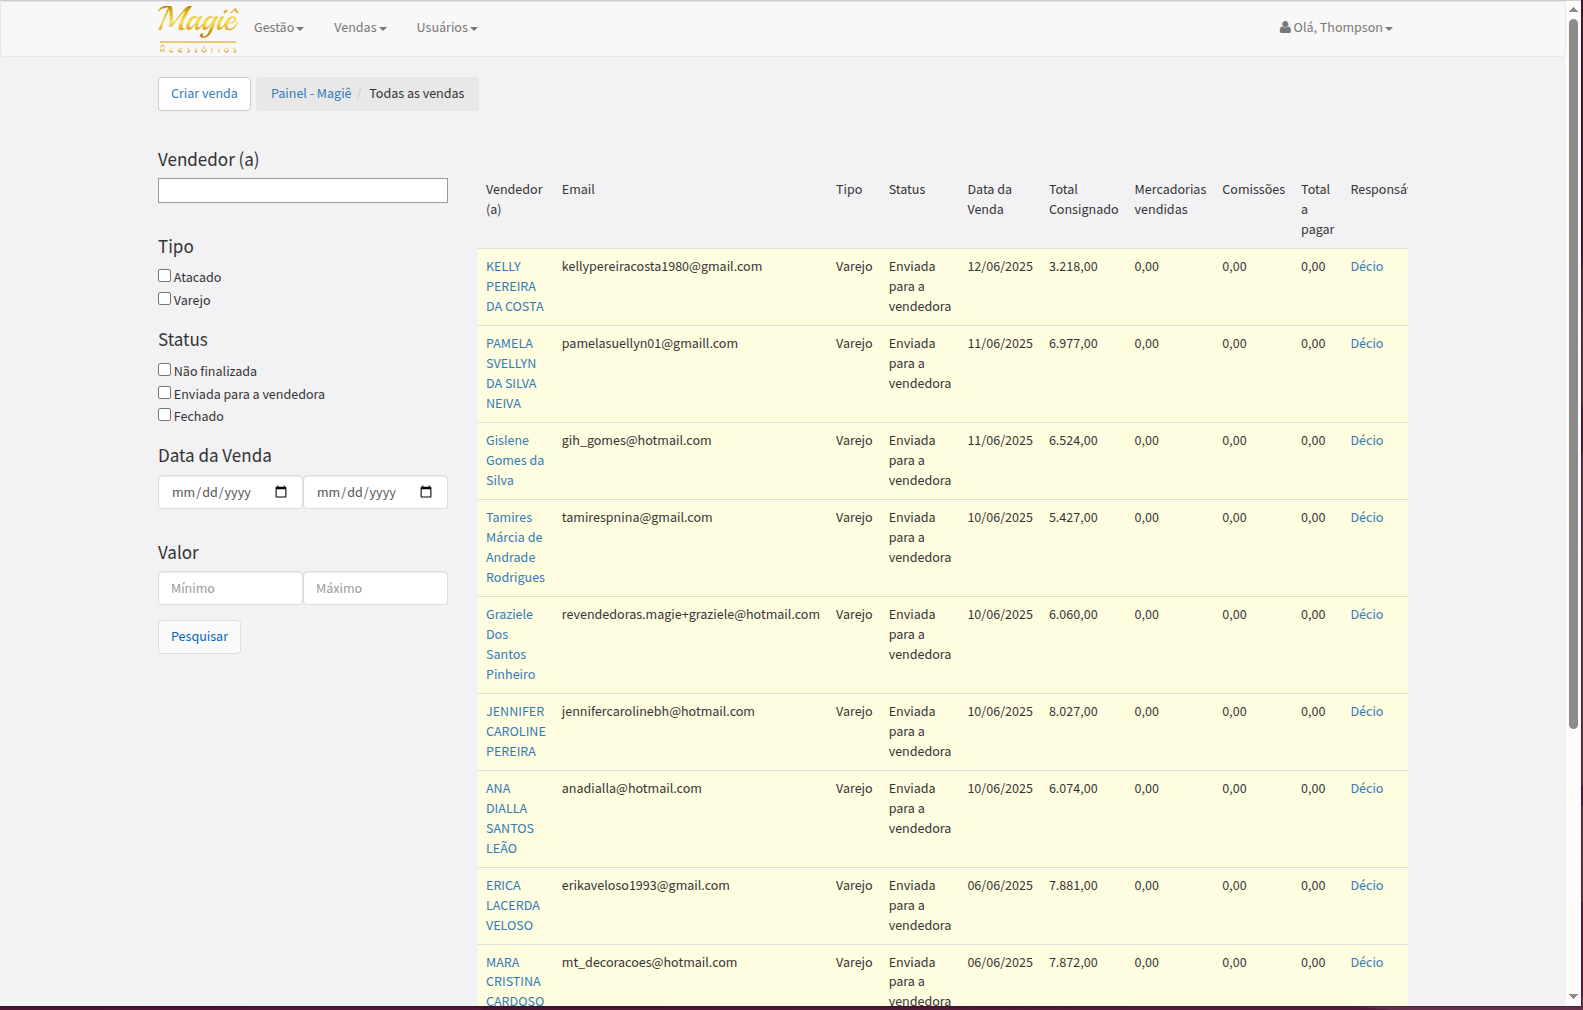 Magiê
Acessórios
Gestão
Vendas
Usuários
Olá, Thompson
Criar venda
Painel - Magiê / Todas as vendas
Vendedor (a)
Tipo
Atacado
Varejo
Status
Não finalizada
Enviada para a vendedora
Fechado
Data da Venda
mm/dd/yyyy mm/dd/yyyy
Valor
Mínimo Máximo
Pesquisar
Vendedor Email Tipo Status Data da Total Mercadorias Comissões Total Responsáv
(a) Venda Consignado vendidas a
pagar
KELLY kellypereiracosta1980@gmail.com Varejo Enviada 12/06/2025 3.218,00 0,00 0,00 0,00 Décio
PEREIRA para a
DA COSTA vendedora
PAMELA pamelasuellyn01@gmaill.com Varejo Enviada 11/06/2025 6.977,00 0,00 0,00 0,00 Décio
SVELLYN para a
DA SILVA vendedora
NEIVA
Gislene gih_gomes@hotmail.com Varejo Enviada 11/06/2025 6.524,00 0,00 0,00 0,00 Décio
Gomes da para a
Silva vendedora
Tamires tamirespnina@gmail.com Varejo Enviada 10/06/2025 5.427,00 0,00 0,00 0,00 Décio
Márcia de para a
Andrade vendedora
Rodrigues
Graziele revendedoras.magie+graziele@hotmail.com Varejo Enviada 10/06/2025 6.060,00 0,00 0,00 0,00 Décio
Dos para a
Santos vendedora
Pinheiro
JENNIFER jennifercarolinebh@hotmail.com Varejo Enviada 10/06/2025 8.027,00 0,00 0,00 0,00 Décio
CAROLINE para a
PEREIRA vendedora
ANA anadialla@hotmail.com Varejo Enviada 10/06/2025 6.074,00 0,00 0,00 0,00 Décio
DIALLA para a
SANTOS vendedora
LEÃO
ERICA erikaveloso1993@gmail.com Varejo Enviada 06/06/2025 7.881,00 0,00 0,00 0,00 Décio
LACERDA para a
VELOSO vendedora
MARA mt_decoracoes@hotmail.com Varejo Enviada 06/06/2025 7.872,00 0,00 0,00 0,00 Décio
CRISTINA para a
CARDOSO vendedora